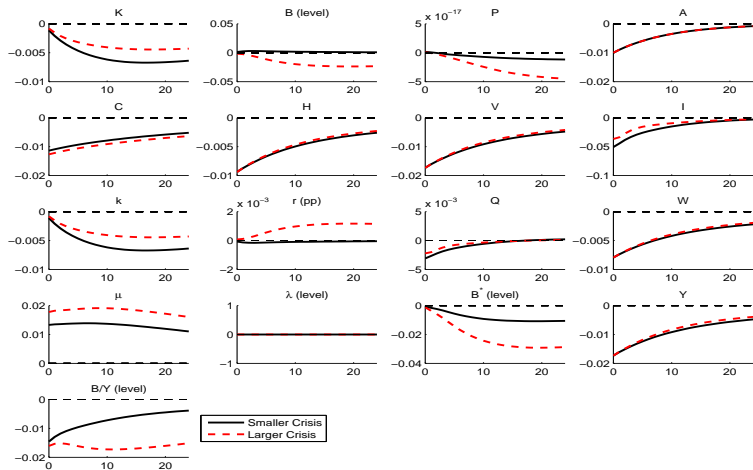 K B (level) P A
× 10⁻¹⁷
0 −0.005 −0.01 0 10 20
0.05 0 −0.05 0 10 20
5 0 −5 0 10 20
0 −0.01 −0.02 0 10 20
C H V I
0 −0.01 −0.02 0 10 20
0 −0.005 −0.01 0 10 20
0 −0.01 −0.02 0 10 20
0 −0.05 −0.1 0 10 20
k r (pp) Q W
× 10⁻³ × 10⁻³
0 −0.005 −0.01 0 10 20
2 0 −2 0 10 20
5 0 −5 0 10 20
0 −0.005 −0.01 0 10 20
μ λ (level) B* (level) Y
0.02 0.01 0 0 10 20
1 0 −1 0 10 20
0 −0.02 −0.04 0 10 20
0 −0.01 −0.02 0 10 20
B/Y (level)
0 −0.01 −0.02 0 10 20
Smaller Crisis
Larger Crisis